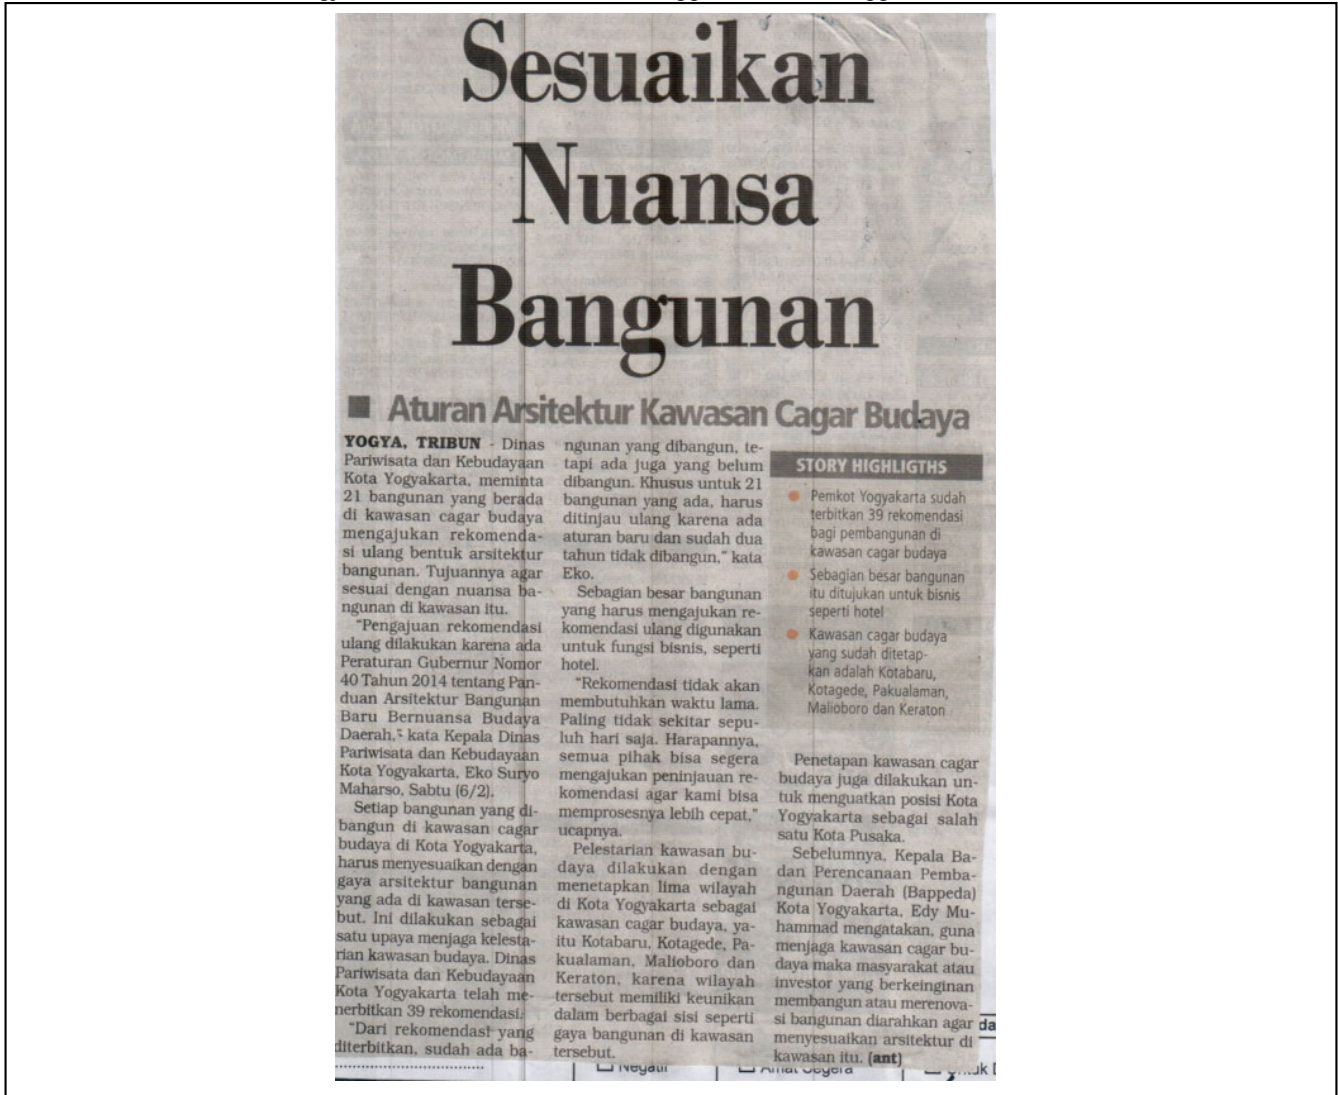 Sesuaikan
Nuansa
Bangunan
■ Aturan Arsitektur Kawasan Cagar Budaya
YOGYA, TRIBUN - Dinas
Pariwisata dan Kebudayaan
Kota Yogyakarta, meminta
21 bangunan yang berada
di kawasan cagar budaya
mengajukan rekomenda-
si ulang bentuk arsitektur
bangunan. Tujuannya agar
sesuai dengan nuansa ba-
ngunan di kawasan itu.
"Pengajuan rekomendasi
ulang dilakukan karena ada
Peraturan Gubernur Nomor
40 Tahun 2014 tentang Pan-
duan Arsitektur Bangunan
Baru Bernuansa Budaya
Daerah," kata Kepala Dinas
Pariwisata dan Kebudayaan
Kota Yogyakarta, Eko Suryo
Maharso, Sabtu (6/2).
Setiap bangunan yang di-
bangun di kawasan cagar
budaya di Kota Yogyakarta,
harus menyesuaikan dengan
gaya arsitektur bangunan
yang ada di kawasan terse-
but. Ini dilakukan sebagai
satu upaya menjaga kelesta-
rian kawasan budaya. Dinas
Pariwisata dan Kebudayaan
Kota Yogyakarta telah me-
nerbitkan 39 rekomendasi.
"Dari rekomendasi yang
diterbitkan, sudah ada ba-
ngunan yang dibangun, te-
tapi ada juga yang belum
dibangun. Khusus untuk 21
bangunan yang ada, harus
ditinjau ulang karena ada
aturan baru dan sudah dua
tahun tidak dibangun," kata
Eko.
Sebagian besar bangunan
yang harus mengajukan re-
komendasi ulang digunakan
untuk fungsi bisnis, seperti
hotel.
"Rekomendasi tidak akan
membutuhkan waktu lama.
Paling tidak sekitar sepu-
luh hari saja. Harapannya,
semua pihak bisa segera
mengajukan peninjauan re-
komendasi agar kami bisa
memprosesnya lebih cepat,"
ucapnya.
Pelestarian kawasan bu-
daya dilakukan dengan
menetapkan lima wilayah
di Kota Yogyakarta sebagai
kawasan cagar budaya, ya-
itu Kotabaru, Kotagede, Pa-
kualaman, Malioboro dan
Keraton, karena wilayah
tersebut memiliki keunikan
dalam berbagai sisi seperti
gaya bangunan di kawasan
tersebut.
STORY HIGHLIGTHS
● Pemkot Yogyakarta sudah
terbitkan 39 rekomendasi
bagi pembangunan di
kawasan cagar budaya
● Sebagian besar bangunan
itu ditujukan untuk bisnis
seperti hotel
● Kawasan cagar budaya
yang sudah ditetap-
kan adalah Kotabaru,
Kotagede, Pakualaman,
Malioboro dan Keraton
Penetapan kawasan cagar
budaya juga dilakukan un-
tuk menguatkan posisi Kota
Yogyakarta sebagai salah
satu Kota Pusaka.
Sebelumnya, Kepala Ba-
dan Perencanaan Pemba-
ngunan Daerah (Bappeda)
Kota Yogyakarta, Edy Mu-
hammad mengatakan, guna
menjaga kawasan cagar bu-
daya maka masyarakat atau
investor yang berkeinginan
membangun atau merenova-
si bangunan diarahkan agar
menyesuaikan arsitektur di
kawasan itu. (ant)